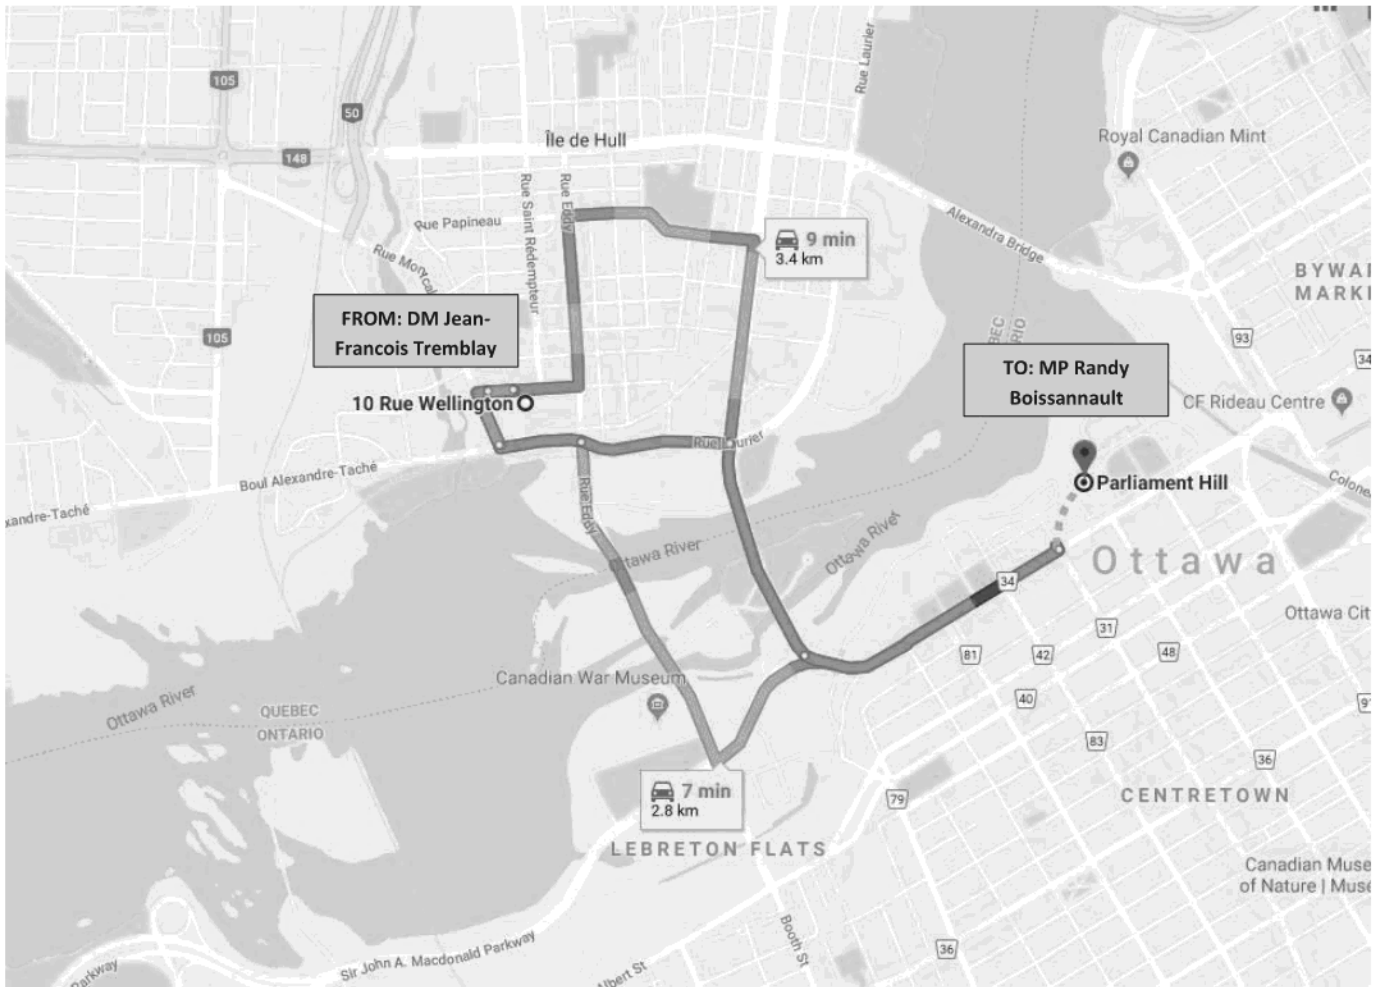 Rue Laurier
105
50
Île de Hull
148
Royal Canadian Mint
Rue Saint Rédempteur
Rue Eddy
Rue Papineau
Alexandra Bridge
9 min
3.4 km
Rue Montcalm
BYWAR
MARKE
FROM: DM Jean-
Francois Tremblay
105
93
34
TO: MP Randy
Boissannault
CF Rideau Centre
10 Rue Wellington
Rue Laurier
Boul Alexandre-Taché
Parliament Hill
Colone
xandre-Taché
Rue Eddy
Ottawa River
Ottawa River
Ottawa
34
Ottawa Cit
31
81
42
48
Canadian War Museum
Ottawa River
QUEBEC
ONTARIO
40
83
36
7 min
2.8 km
79
CENTRETOWN
LEBRETON FLATS
Canadian Muse
of Nature | Muse
Booth St
Sir John A. Macdonald Parkway
36
Parkway
Albert St